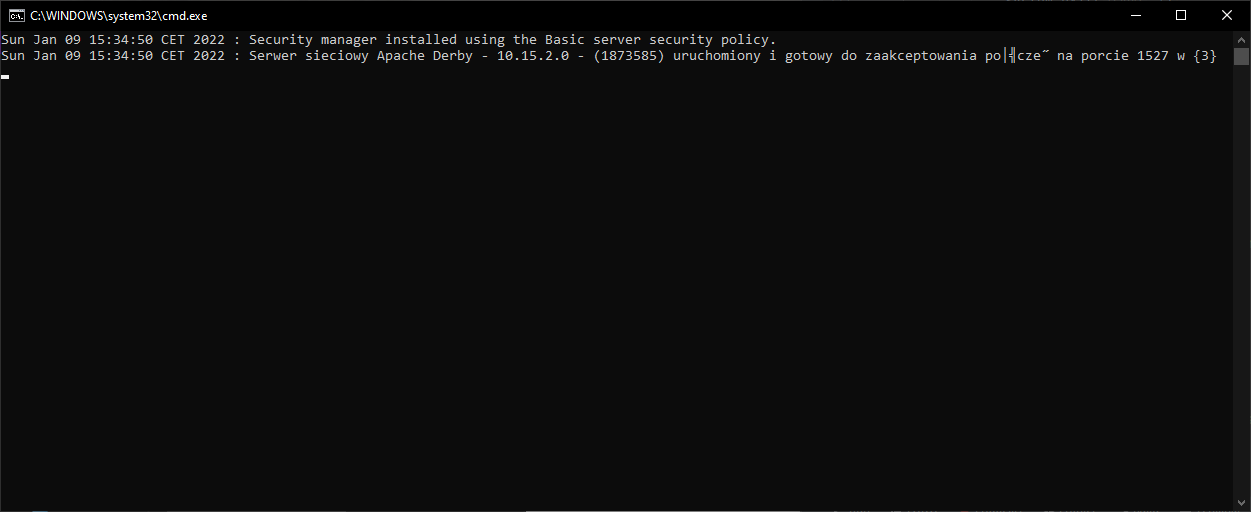 C:\WINDOWS\system32\cmd.exe
Sun Jan 09 15:34:50 CET 2022 : Security manager installed using the Basic server security policy.
Sun Jan 09 15:34:50 CET 2022 : Serwer sieciowy Apache Derby - 10.15.2.0 - (1873585) uruchomiony i gotowy do zaakceptowania po│╣cze˝ na porcie 1527 w {3}